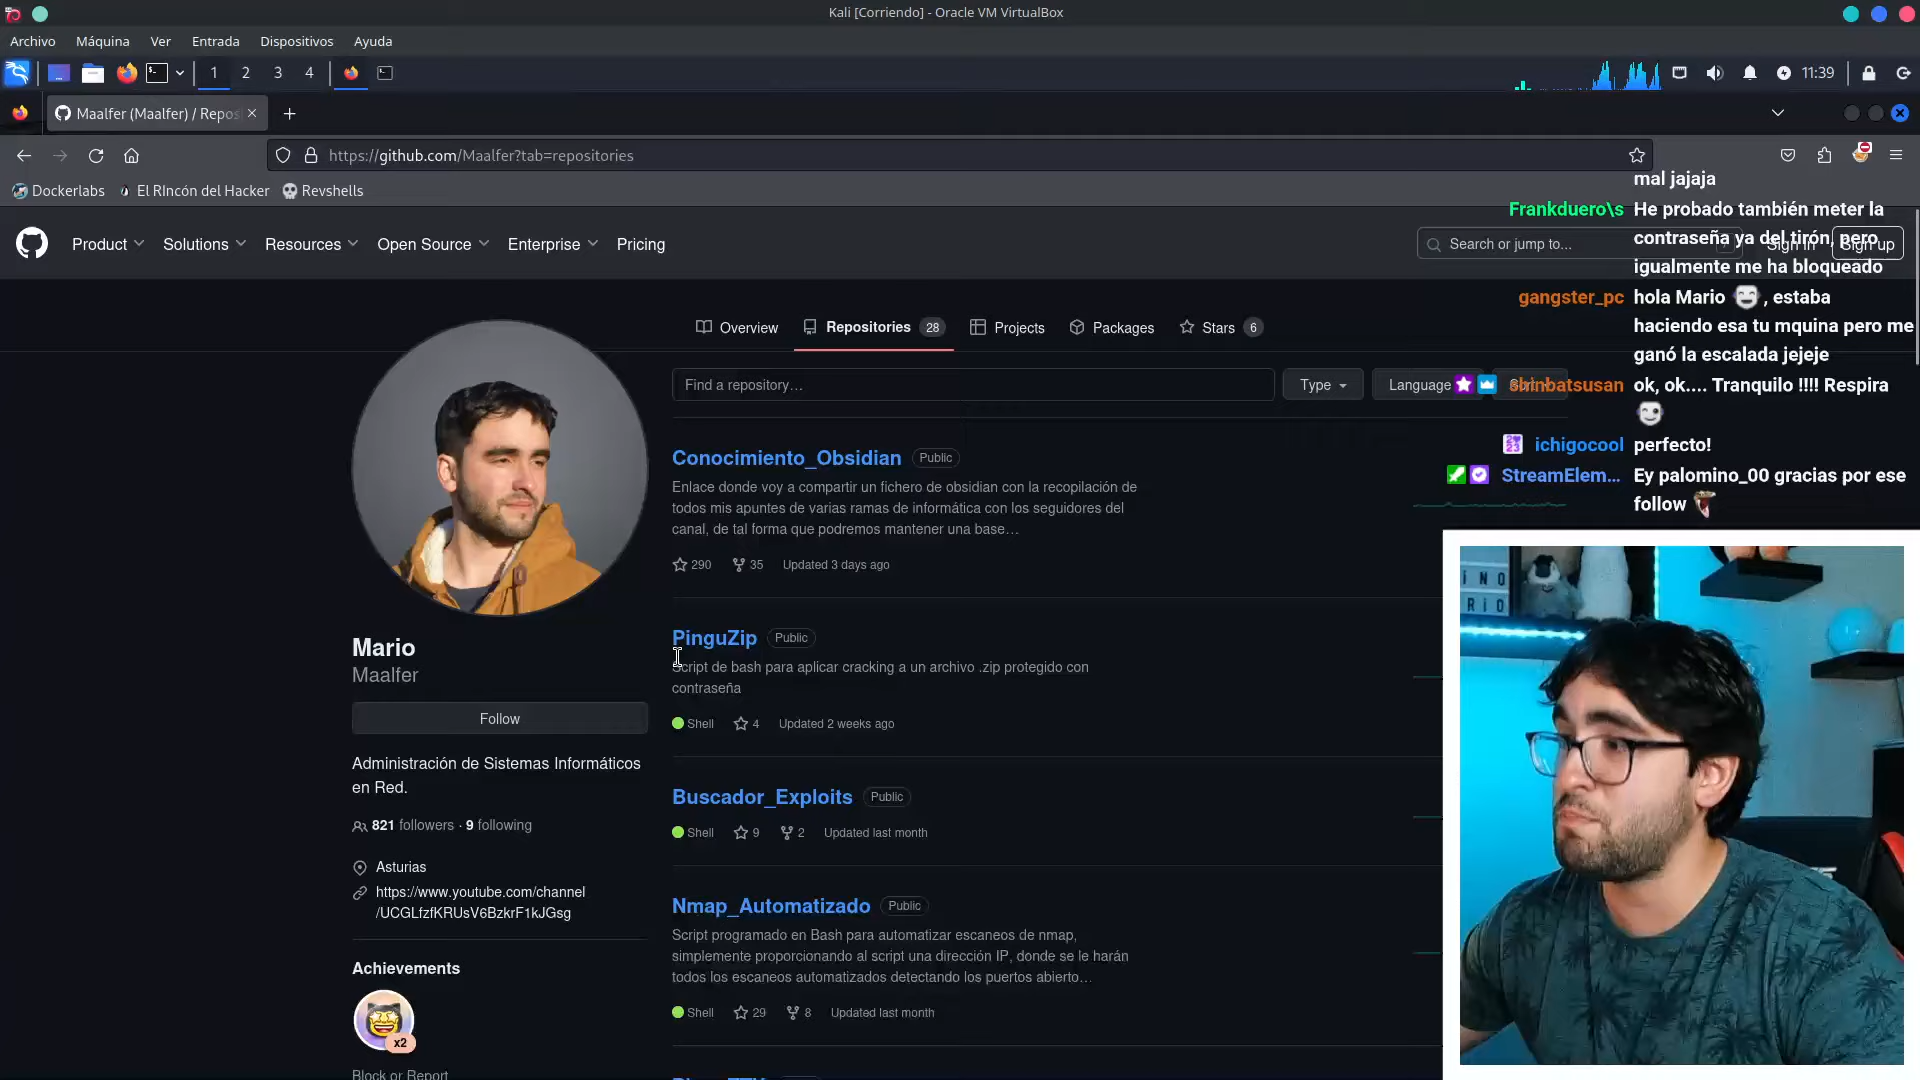 Kali [Corriendo] - Oracle VM VirtualBox
Archivo Máquina Ver Entrada Dispositivos Ayuda
1 2 3 4
11:39
Maalfer (Maalfer) / Repos
https://github.com/Maalfer?tab=repositories
Dockerlabs El RIncón del Hacker Revshells
Product Solutions Resources Open Source Enterprise Pricing
Search or jump to...
Sign in
Sign up
Overview Repositories 28 Projects Packages Stars 6
Find a repository…
Type
Language
Mario
Maalfer
Follow
Administración de Sistemas Informáticos
en Red.
821 followers · 9 following
Asturias
https://www.youtube.com/channel
/UCGLfzfKRUsV6BzkrF1kJGsg
Achievements
x2
Block or Report
Conocimiento_Obsidian Public
Enlace donde voy a compartir un fichero de obsidian con la recopilación de
todos mis apuntes de varias ramas de informática con los seguidores del
canal, de tal forma que podremos mantener una base…
290 35 Updated 3 days ago
PinguZip Public
Script de bash para aplicar cracking a un archivo .zip protegido con
contraseña
Shell 4 Updated 2 weeks ago
Buscador_Exploits Public
Shell 9 2 Updated last month
Nmap_Automatizado Public
Script programado en Bash para automatizar escaneos de nmap,
simplemente proporcionando al script una dirección IP, donde se le harán
todos los escaneos automatizados detectando los puertos abierto…
Shell 29 8 Updated last month
mal jajaja
Frankduero\s He probado también meter la
contraseña ya del tirón, pero
igualmente me ha bloqueado
gangster_pc hola Mario , estaba
haciendo esa tu mquina pero me
ganó la escalada jejeje
shinbatsusan ok, ok.... Tranquilo !!!! Respira
ichigocool perfecto!
StreamElem... Ey palomino_00 gracias por ese
follow